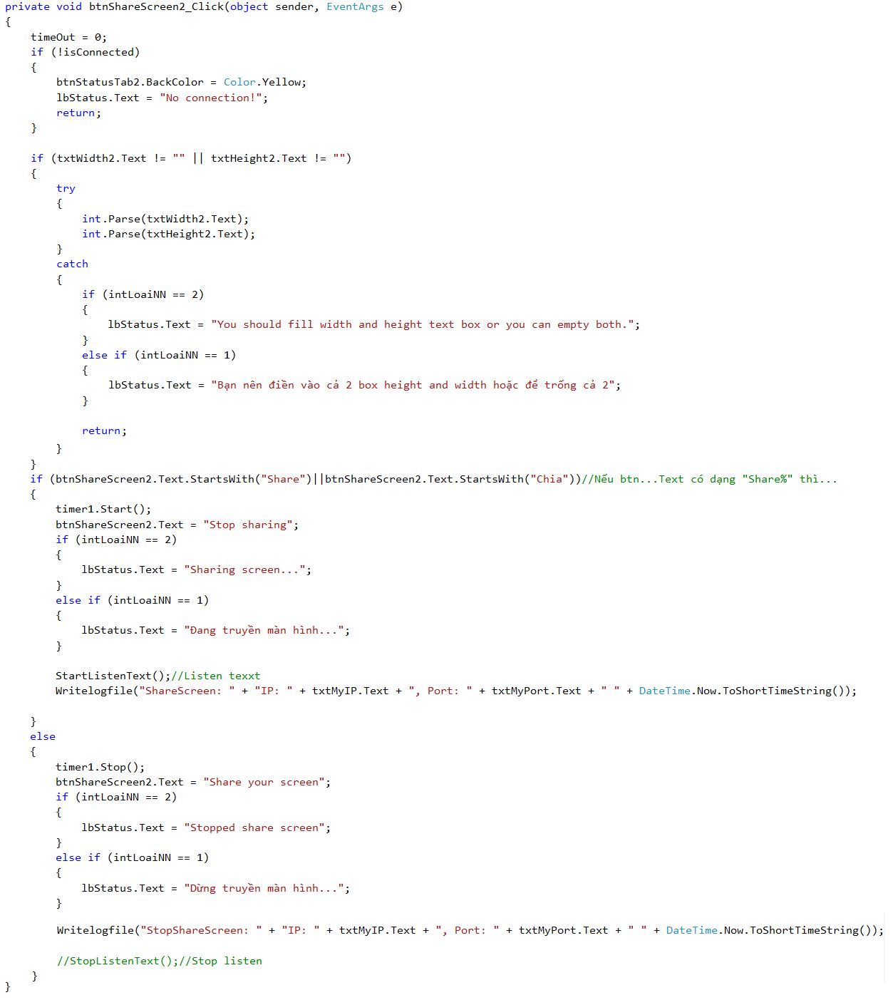 private void btnShareScreen2_Click(object sender, EventArgs e)
{
    timeOut = 0;
    if (!isConnected)
    {
        btnStatusTab2.BackColor = Color.Yellow;
        lbStatus.Text = "No connection!";
        return;
    }

    if (txtWidth2.Text != "" || txtHeight2.Text != "")
    {
        try
        {
            int.Parse(txtWidth2.Text);
            int.Parse(txtHeight2.Text);
        }
        catch
        {
            if (intLoaiNN == 2)
            {
                lbStatus.Text = "You should fill width and height text box or you can empty both.";
            }
            else if (intLoaiNN == 1)
            {
                lbStatus.Text = "Bạn nên điền vào cả 2 box height and width hoặc để trống cả 2";
            }

            return;
        }
    }
    if (btnShareScreen2.Text.StartsWith("Share")||btnShareScreen2.Text.StartsWith("Chia"))//Nếu btn...Text có dạng "Share%" thì...
    {
        timer1.Start();
        btnShareScreen2.Text = "Stop sharing";
        if (intLoaiNN == 2)
        {
            lbStatus.Text = "Sharing screen...";
        }
        else if (intLoaiNN == 1)
        {
            lbStatus.Text = "Đang truyền màn hình...";
        }

        StartListenText();//Listen texxt
        Writelogfile("ShareScreen: " + "IP: " + txtMyIP.Text + ", Port: " + txtMyPort.Text + " " + DateTime.Now.ToShortTimeString());

    }
    else
    {
        timer1.Stop();
        btnShareScreen2.Text = "Share your screen";
        if (intLoaiNN == 2)
        {
            lbStatus.Text = "Stopped share screen";
        }
        else if (intLoaiNN == 1)
        {
            lbStatus.Text = "Dừng truyền màn hình...";
        }

        Writelogfile("StopShareScreen: " + "IP: " + txtMyIP.Text + ", Port: " + txtMyPort.Text + " " + DateTime.Now.ToShortTimeString());

        //StopListenText();//Stop listen
    }
}